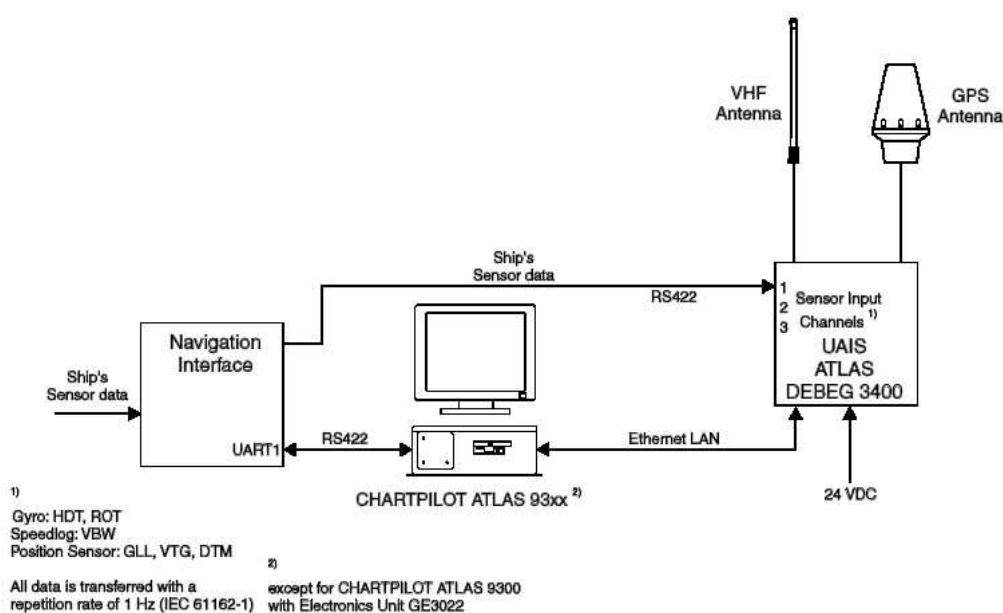 VHF
Antenna
GPS
Antenna
Ship's
Sensor data
RS422
1
2
3
Sensor Input
Channels 1)
UAIS
ATLAS
DEBEG 3400
Navigation
Interface
Ship's
Sensor data
UART1
RS422
Ethernet LAN
CHARTPILOT ATLAS 93xx 2)
24 VDC
1)
Gyro: HDT, ROT
Speedlog: VBW
Position Sensor: GLL, VTG, DTM
All data is transferred with a
repetition rate of 1 Hz (IEC 61162-1)
2)
except for CHARTPILOT ATLAS 9300
with Electronics Unit GE3022